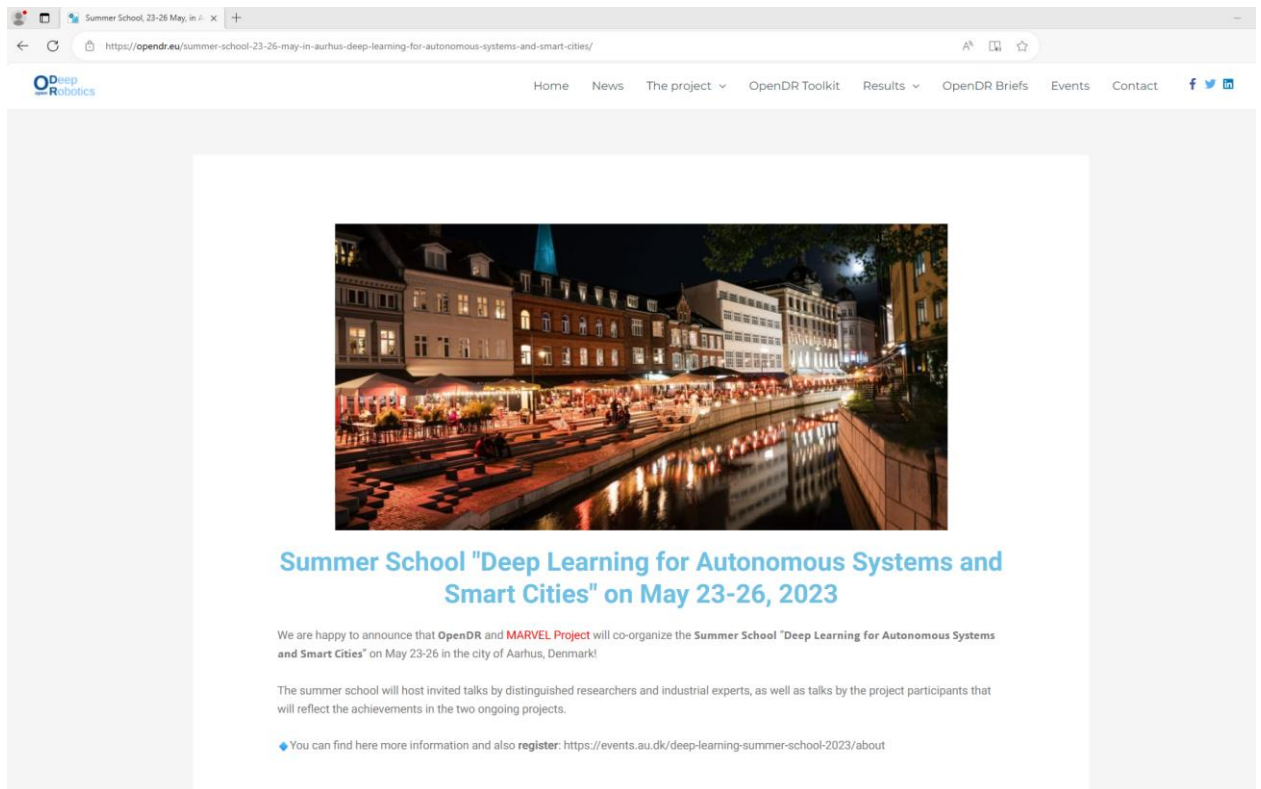 Summer School, 23-26 May, in A
https://opendr.eu/summer-school-23-26-may-in-aurhus-deep-learning-for-autonomous-systems-and-smart-cities/
Deep
open Robotics
Home News The project OpenDR Toolkit Results OpenDR Briefs Events Contact
Summer School "Deep Learning for Autonomous Systems and
Smart Cities" on May 23-26, 2023
We are happy to announce that OpenDR and MARVEL Project will co-organize the Summer School "Deep Learning for Autonomous Systems
and Smart Cities" on May 23-26 in the city of Aarhus, Denmark!
The summer school will host invited talks by distinguished researchers and industrial experts, as well as talks by the project participants that
will reflect the achievements in the two ongoing projects.
You can find here more information and also register: https://events.au.dk/deep-learning-summer-school-2023/about